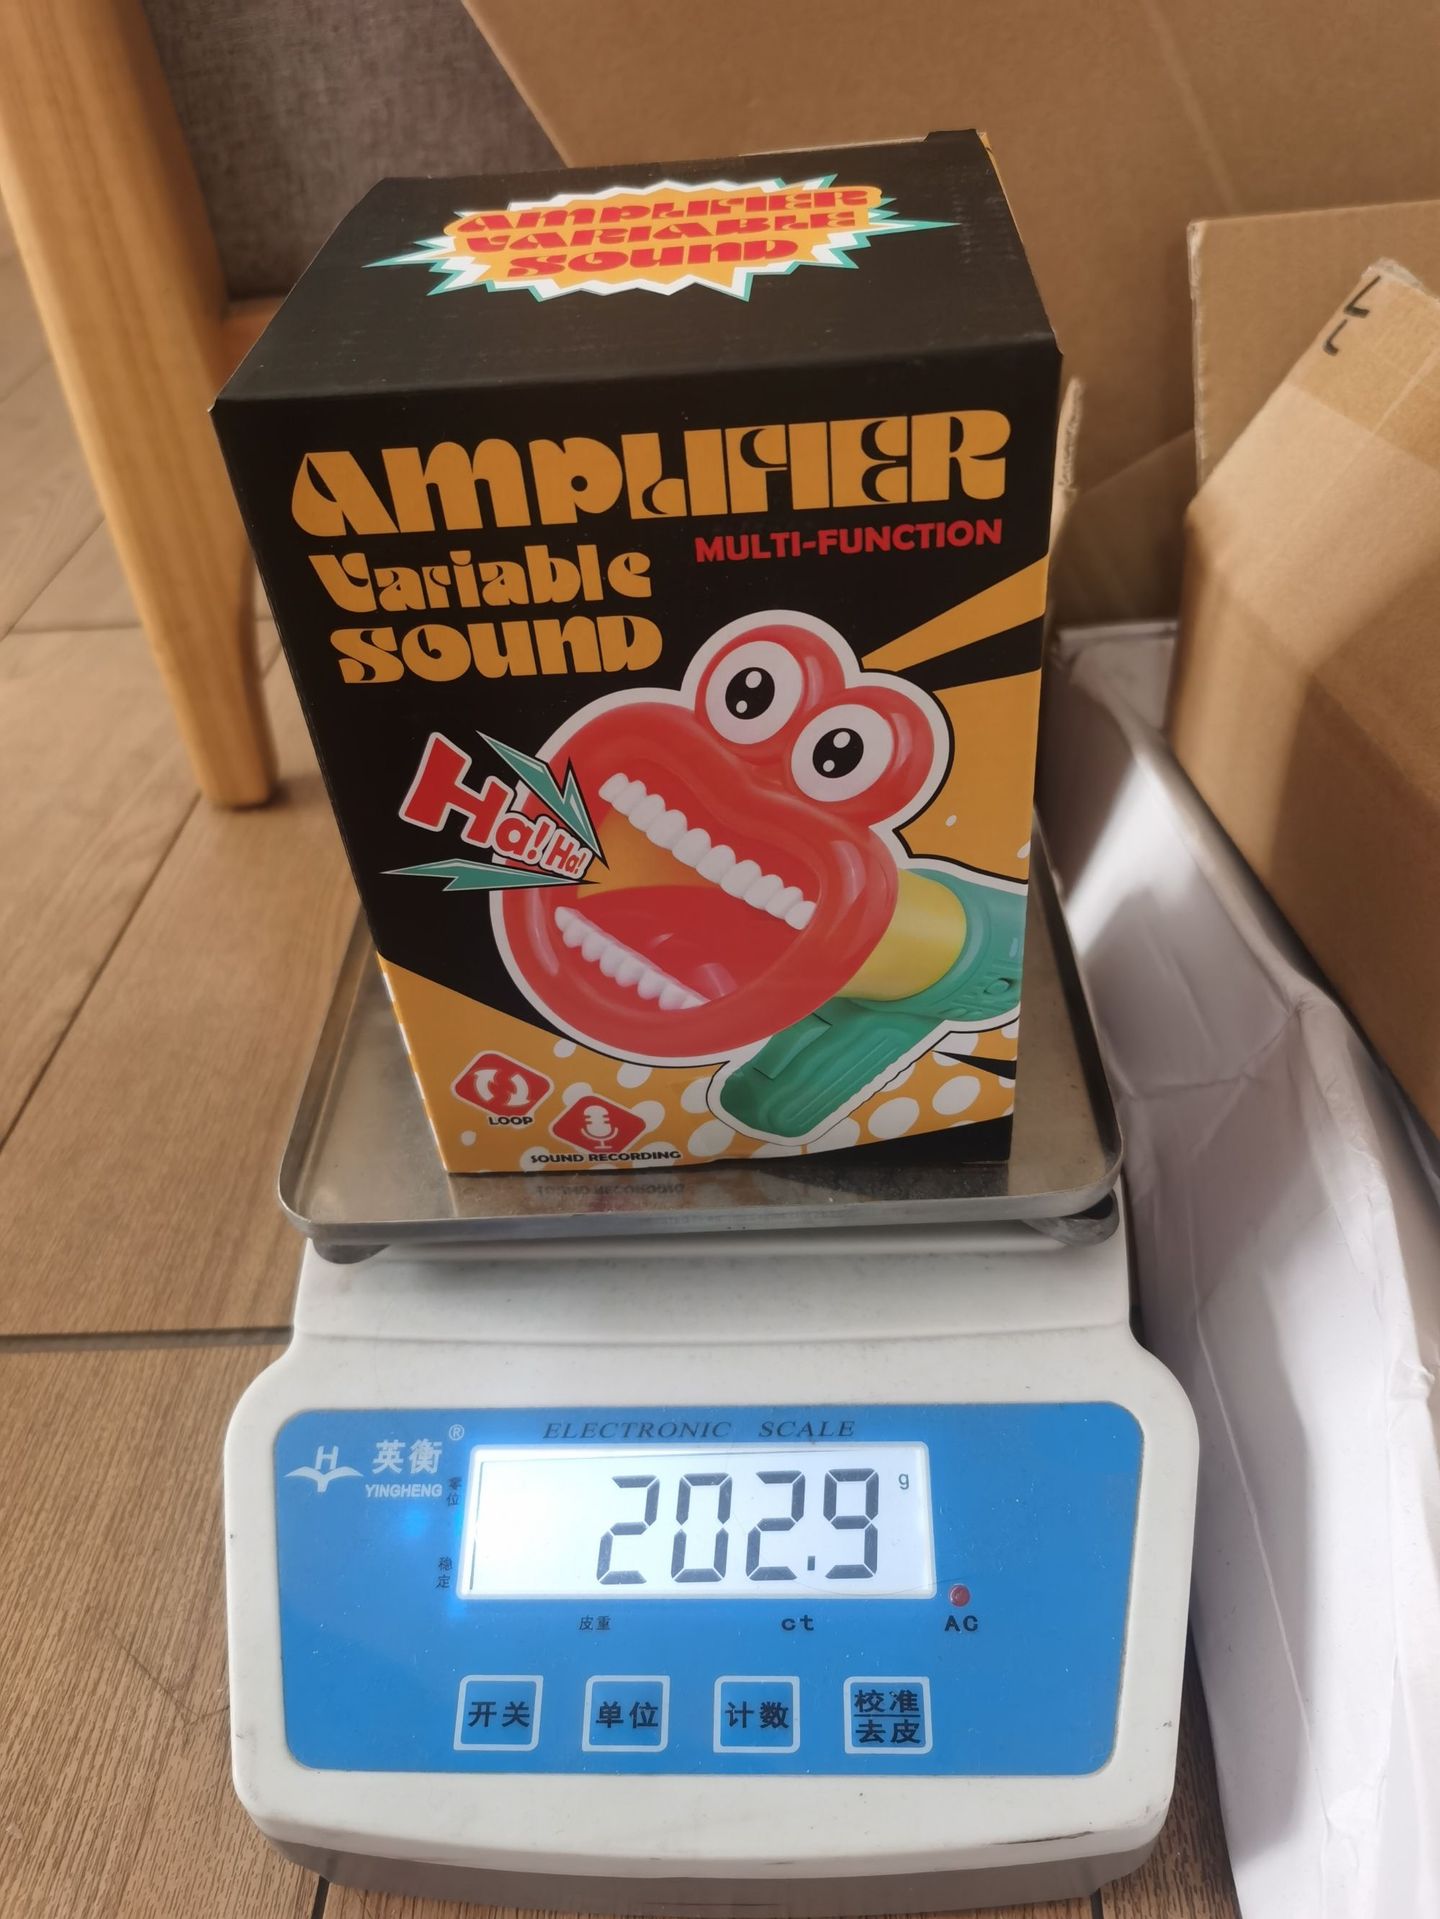 AMPLIFIER
VARIABLE
SOUND
AMPLIFIER
MULTI-FUNCTION
Variable
SOUND
Ha! Ha!
LOOP
SOUND RECORDING
L
L
ELECTRONIC SCALE
H 英衡®
YINGHENG
零位
202.9 g
稳定
皮重 ct AC
开关 单位 计数 校准
去皮